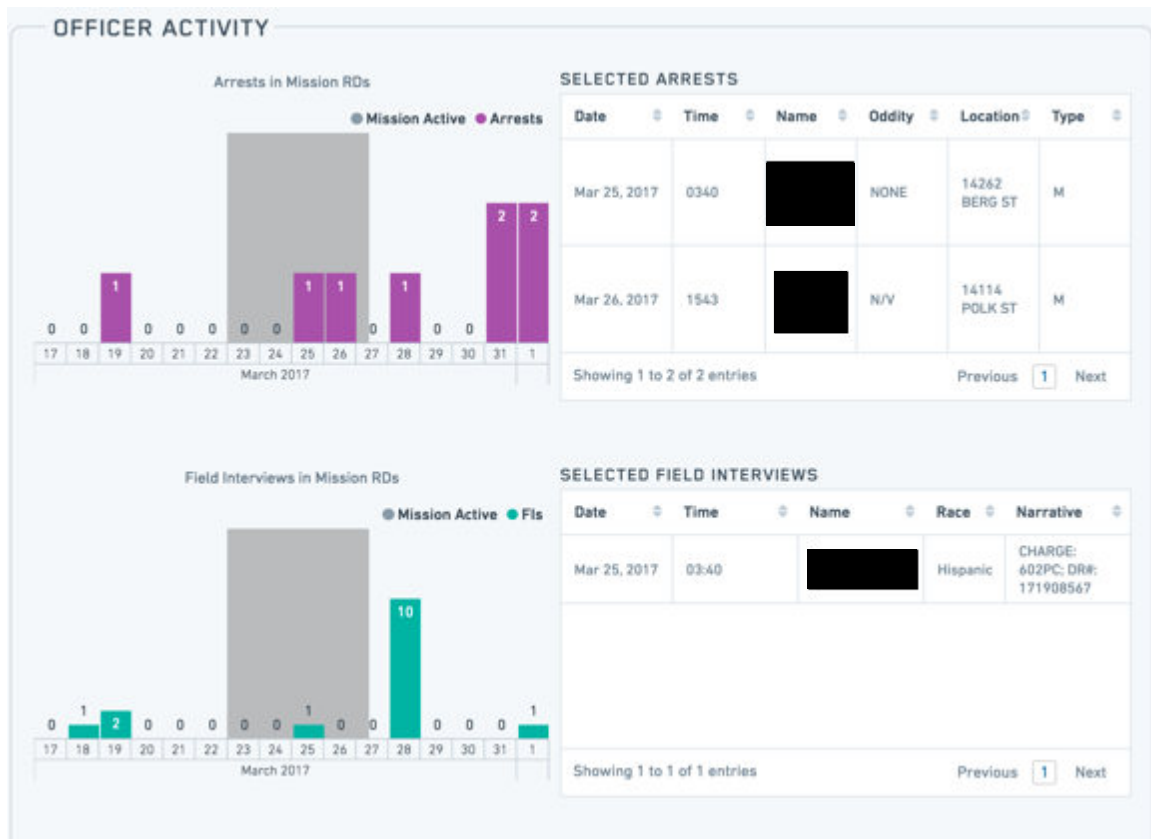 OFFICER ACTIVITY
Arrests in Mission RDs
Mission Active Arrests
0 0 1 0 0 0 0 0 1 1 0 1 0 0 2 2
17 18 19 20 21 22 23 24 25 26 27 28 29 30 31 1
March 2017
SELECTED ARRESTS
Date Time Name Oddity Location Type
Mar 25, 2017 0340 NONE 14262 M
BERG ST
Mar 26, 2017 1543 N/V 14114 M
POLK ST
Showing 1 to 2 of 2 entries Previous 1 Next
Field Interviews in Mission RDs
Mission Active FIs
0 1 2 0 0 0 0 0 1 0 0 10 0 0 0 1
17 18 19 20 21 22 23 24 25 26 27 28 29 30 31 1
March 2017
SELECTED FIELD INTERVIEWS
Date Time Name Race Narrative
Mar 25, 2017 03:40 Hispanic CHARGE:
602PC; DR#:
171908567
Showing 1 to 1 of 1 entries Previous 1 Next